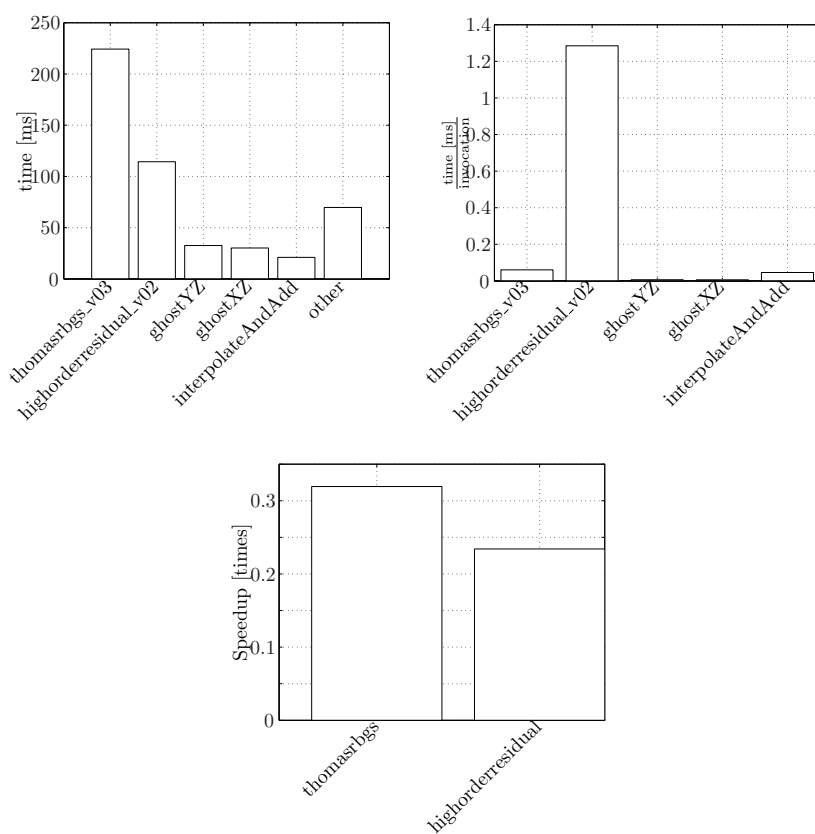 250
200
150
100
50
0
time [ms]
thomasrbgs_v03
highorderresidual_v02
ghostYZ
ghostXZ
interpolateAndAdd
other
1.4
1.2
1
0.8
0.6
0.4
0.2
0
time [ms]
invocation
thomasrbgs_v03
highorderresidual_v02
ghostYZ
ghostXZ
interpolateAndAdd
0.3
0.2
0.1
0
Speedup [times]
thomasrbgs
highorderresidual